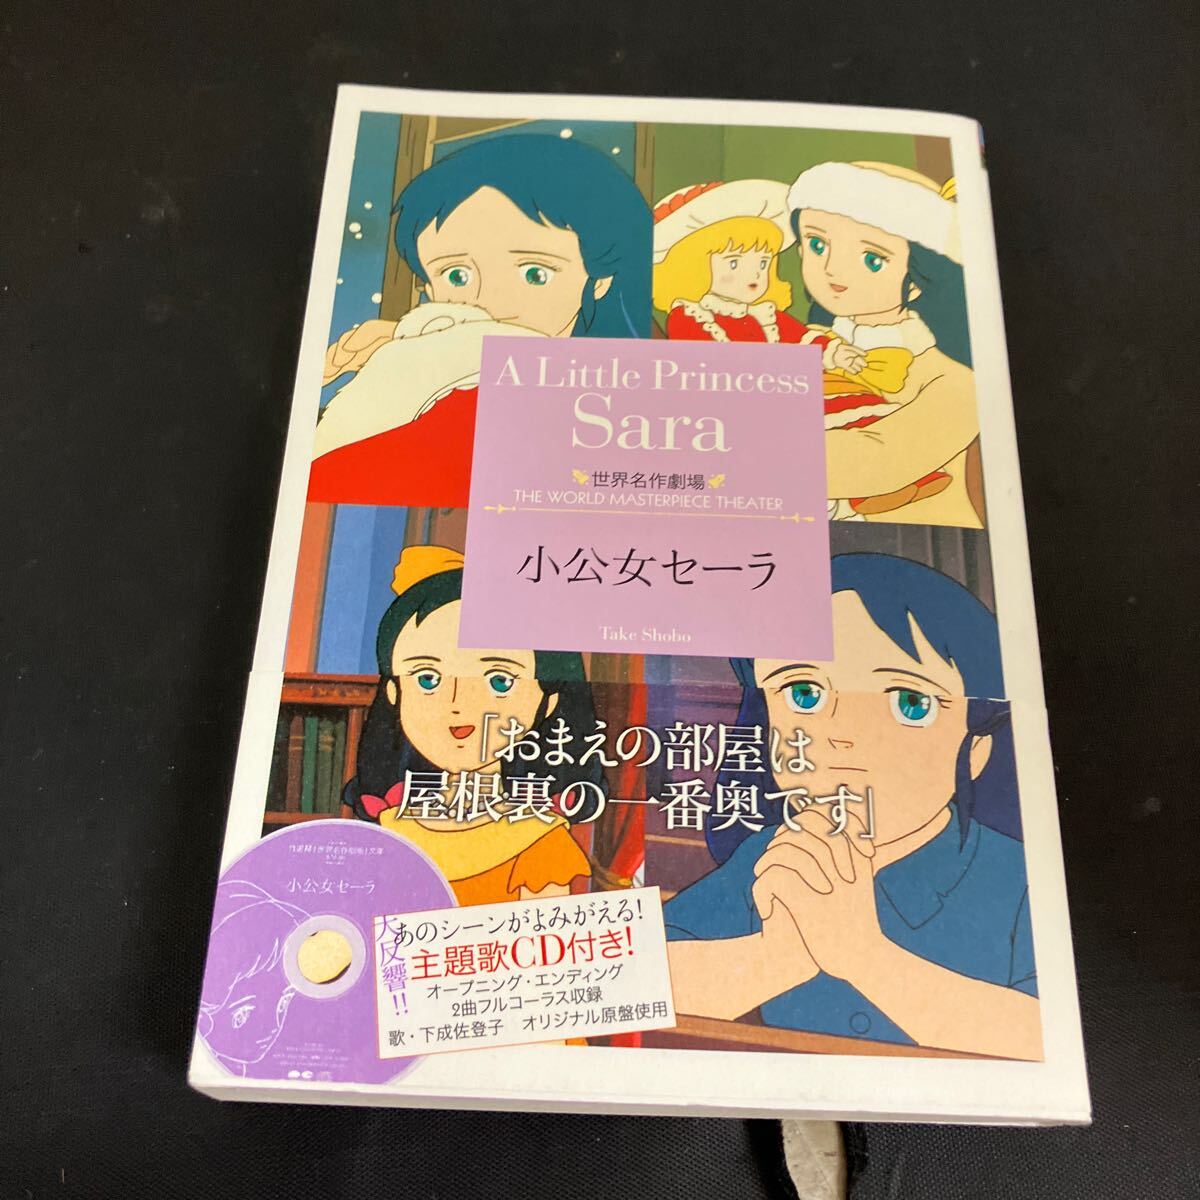 A Little Princess
Sara
世界名作劇場
THE WORLD MASTERPIECE THEATER
小公女セーラ
Take Shobo
「おまえの部屋は
屋根裏の一番奥です」
小公女セーラ
大反響!!
あのシーンがよみがえる!
主題歌CD付き!
オープニング・エンディング
2曲フルコーラス収録
歌・下成佐登子 オリジナル原盤使用